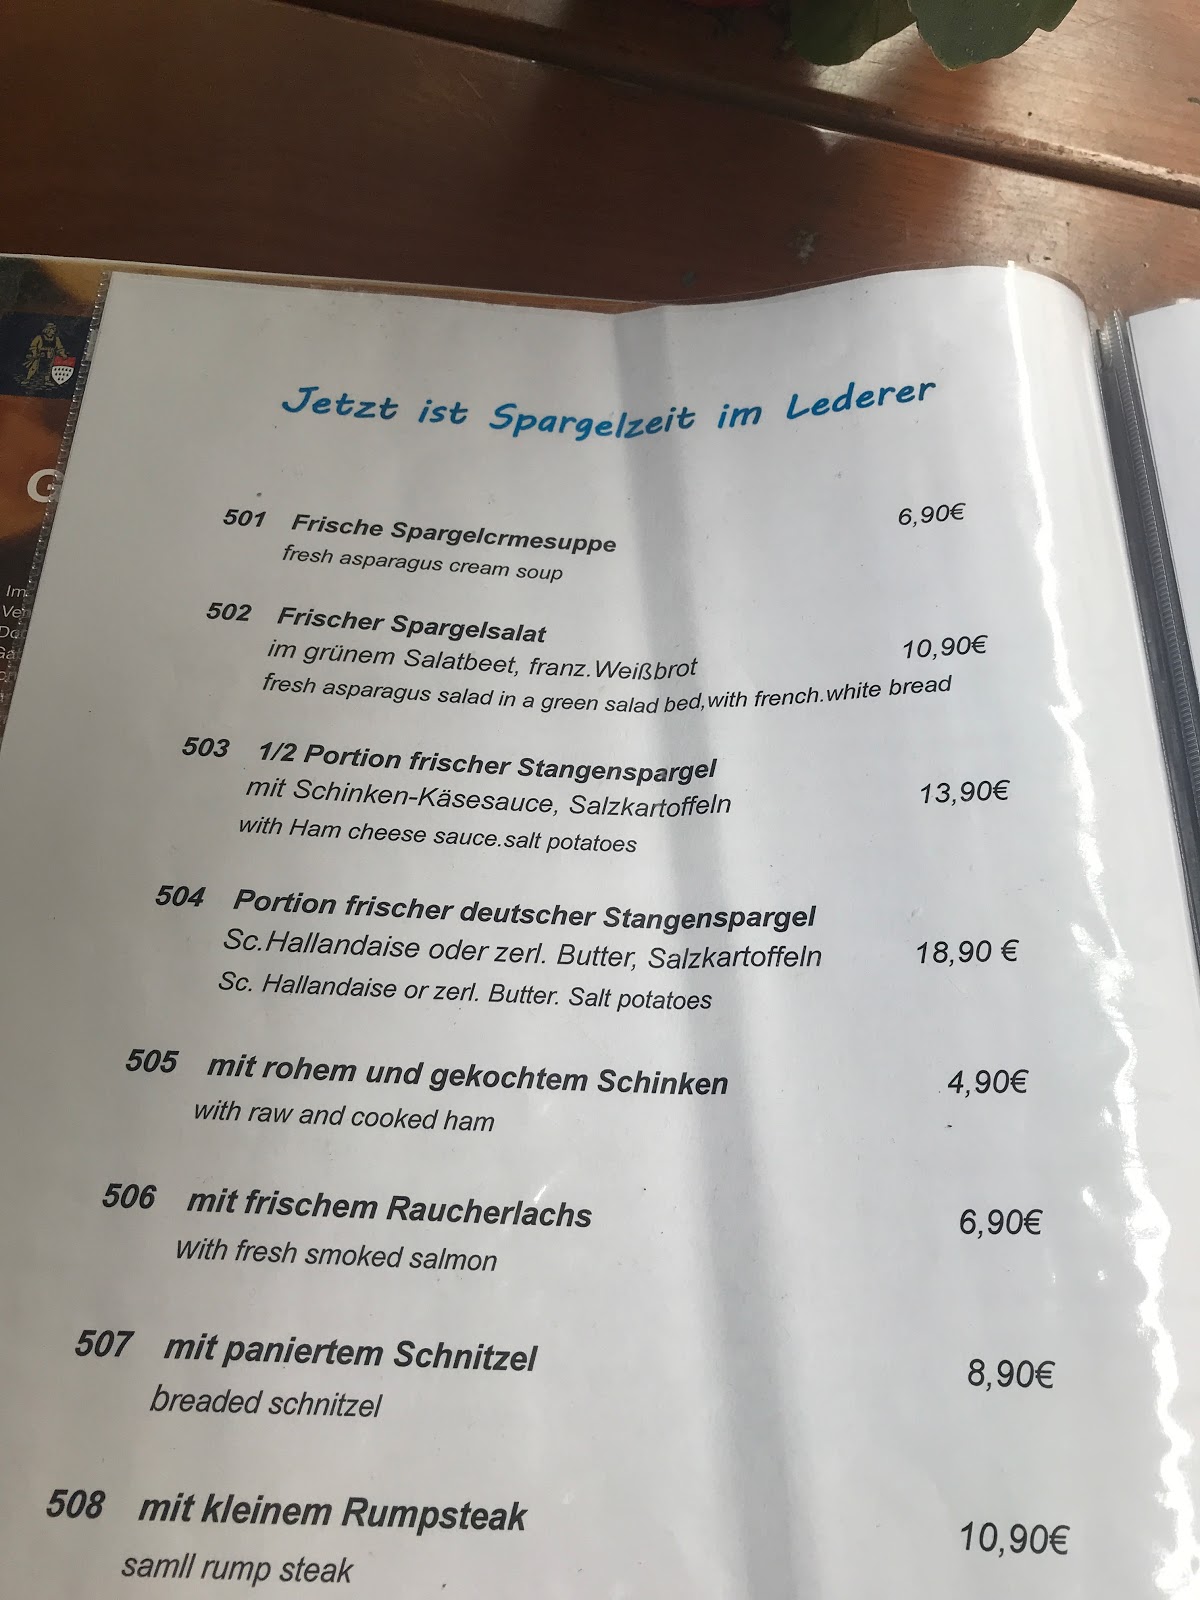 Jetzt ist Spargelzeit im Lederer
501 Frische Spargelcrmesuppe 6,90€
fresh asparagus cream soup
502 Frischer Spargelsalat
im grünem Salatbeet, franz.Weißbrot 10,90€
fresh asparagus salad in a green salad bed,with french.white bread
503 1/2 Portion frischer Stangenspargel
mit Schinken-Käsesauce, Salzkartoffeln 13,90€
with Ham cheese sauce.salt potatoes
504 Portion frischer deutscher Stangenspargel
Sc.Hallandaise oder zerl. Butter, Salzkartoffeln 18,90 €
Sc. Hallandaise or zerl. Butter. Salt potatoes
505 mit rohem und gekochtem Schinken 4,90€
with raw and cooked ham
506 mit frischem Raucherlachs 6,90€
with fresh smoked salmon
507 mit paniertem Schnitzel 8,90€
breaded schnitzel
508 mit kleinem Rumpsteak 10,90€
samll rump steak
G
Im